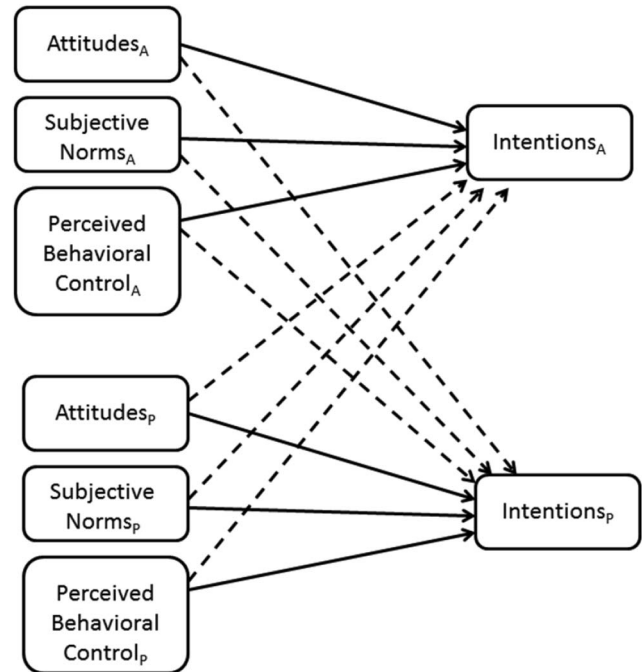 Attitudes_A
Subjective
Norms_A
Perceived
Behavioral
Control_A
Intentions_A
Attitudes_P
Subjective
Norms_P
Perceived
Behavioral
Control_P
Intentions_P